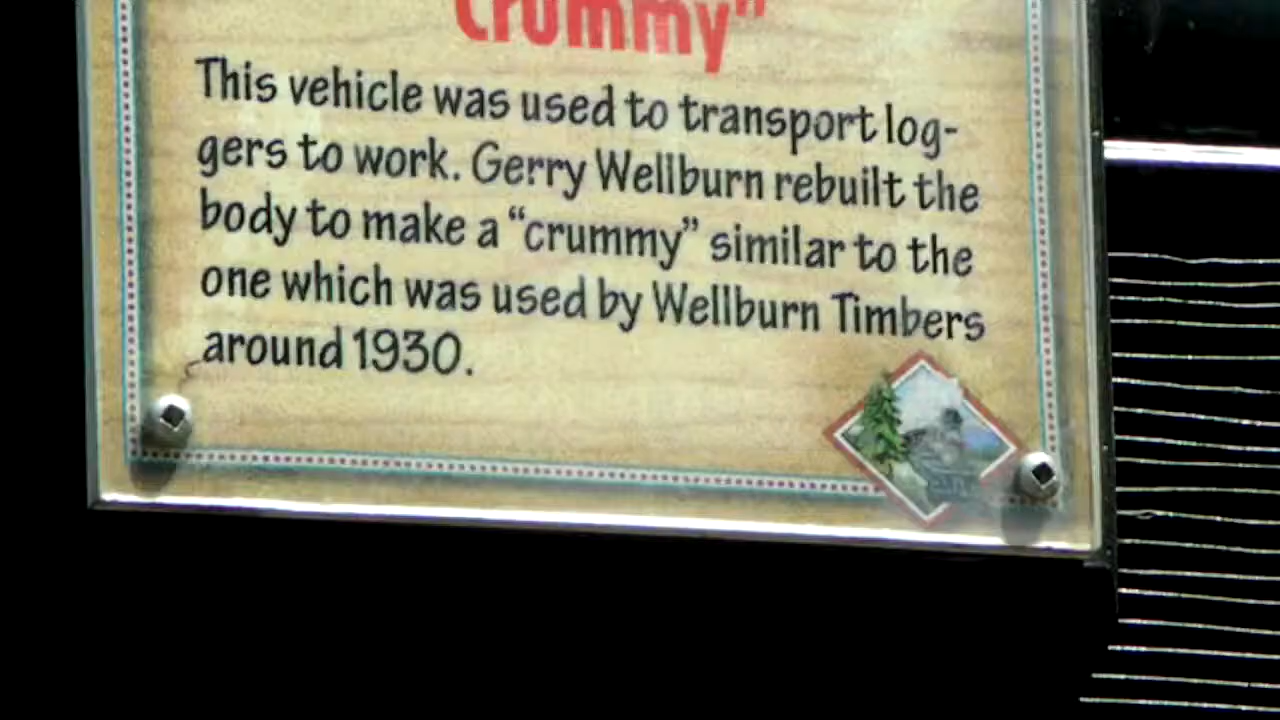 Crummy"
This vehicle was used to transport log-
gers to work. Gerry Wellburn rebuilt the
body to make a “crummy” similar to the
one which was used by Wellburn Timbers
around 1930.